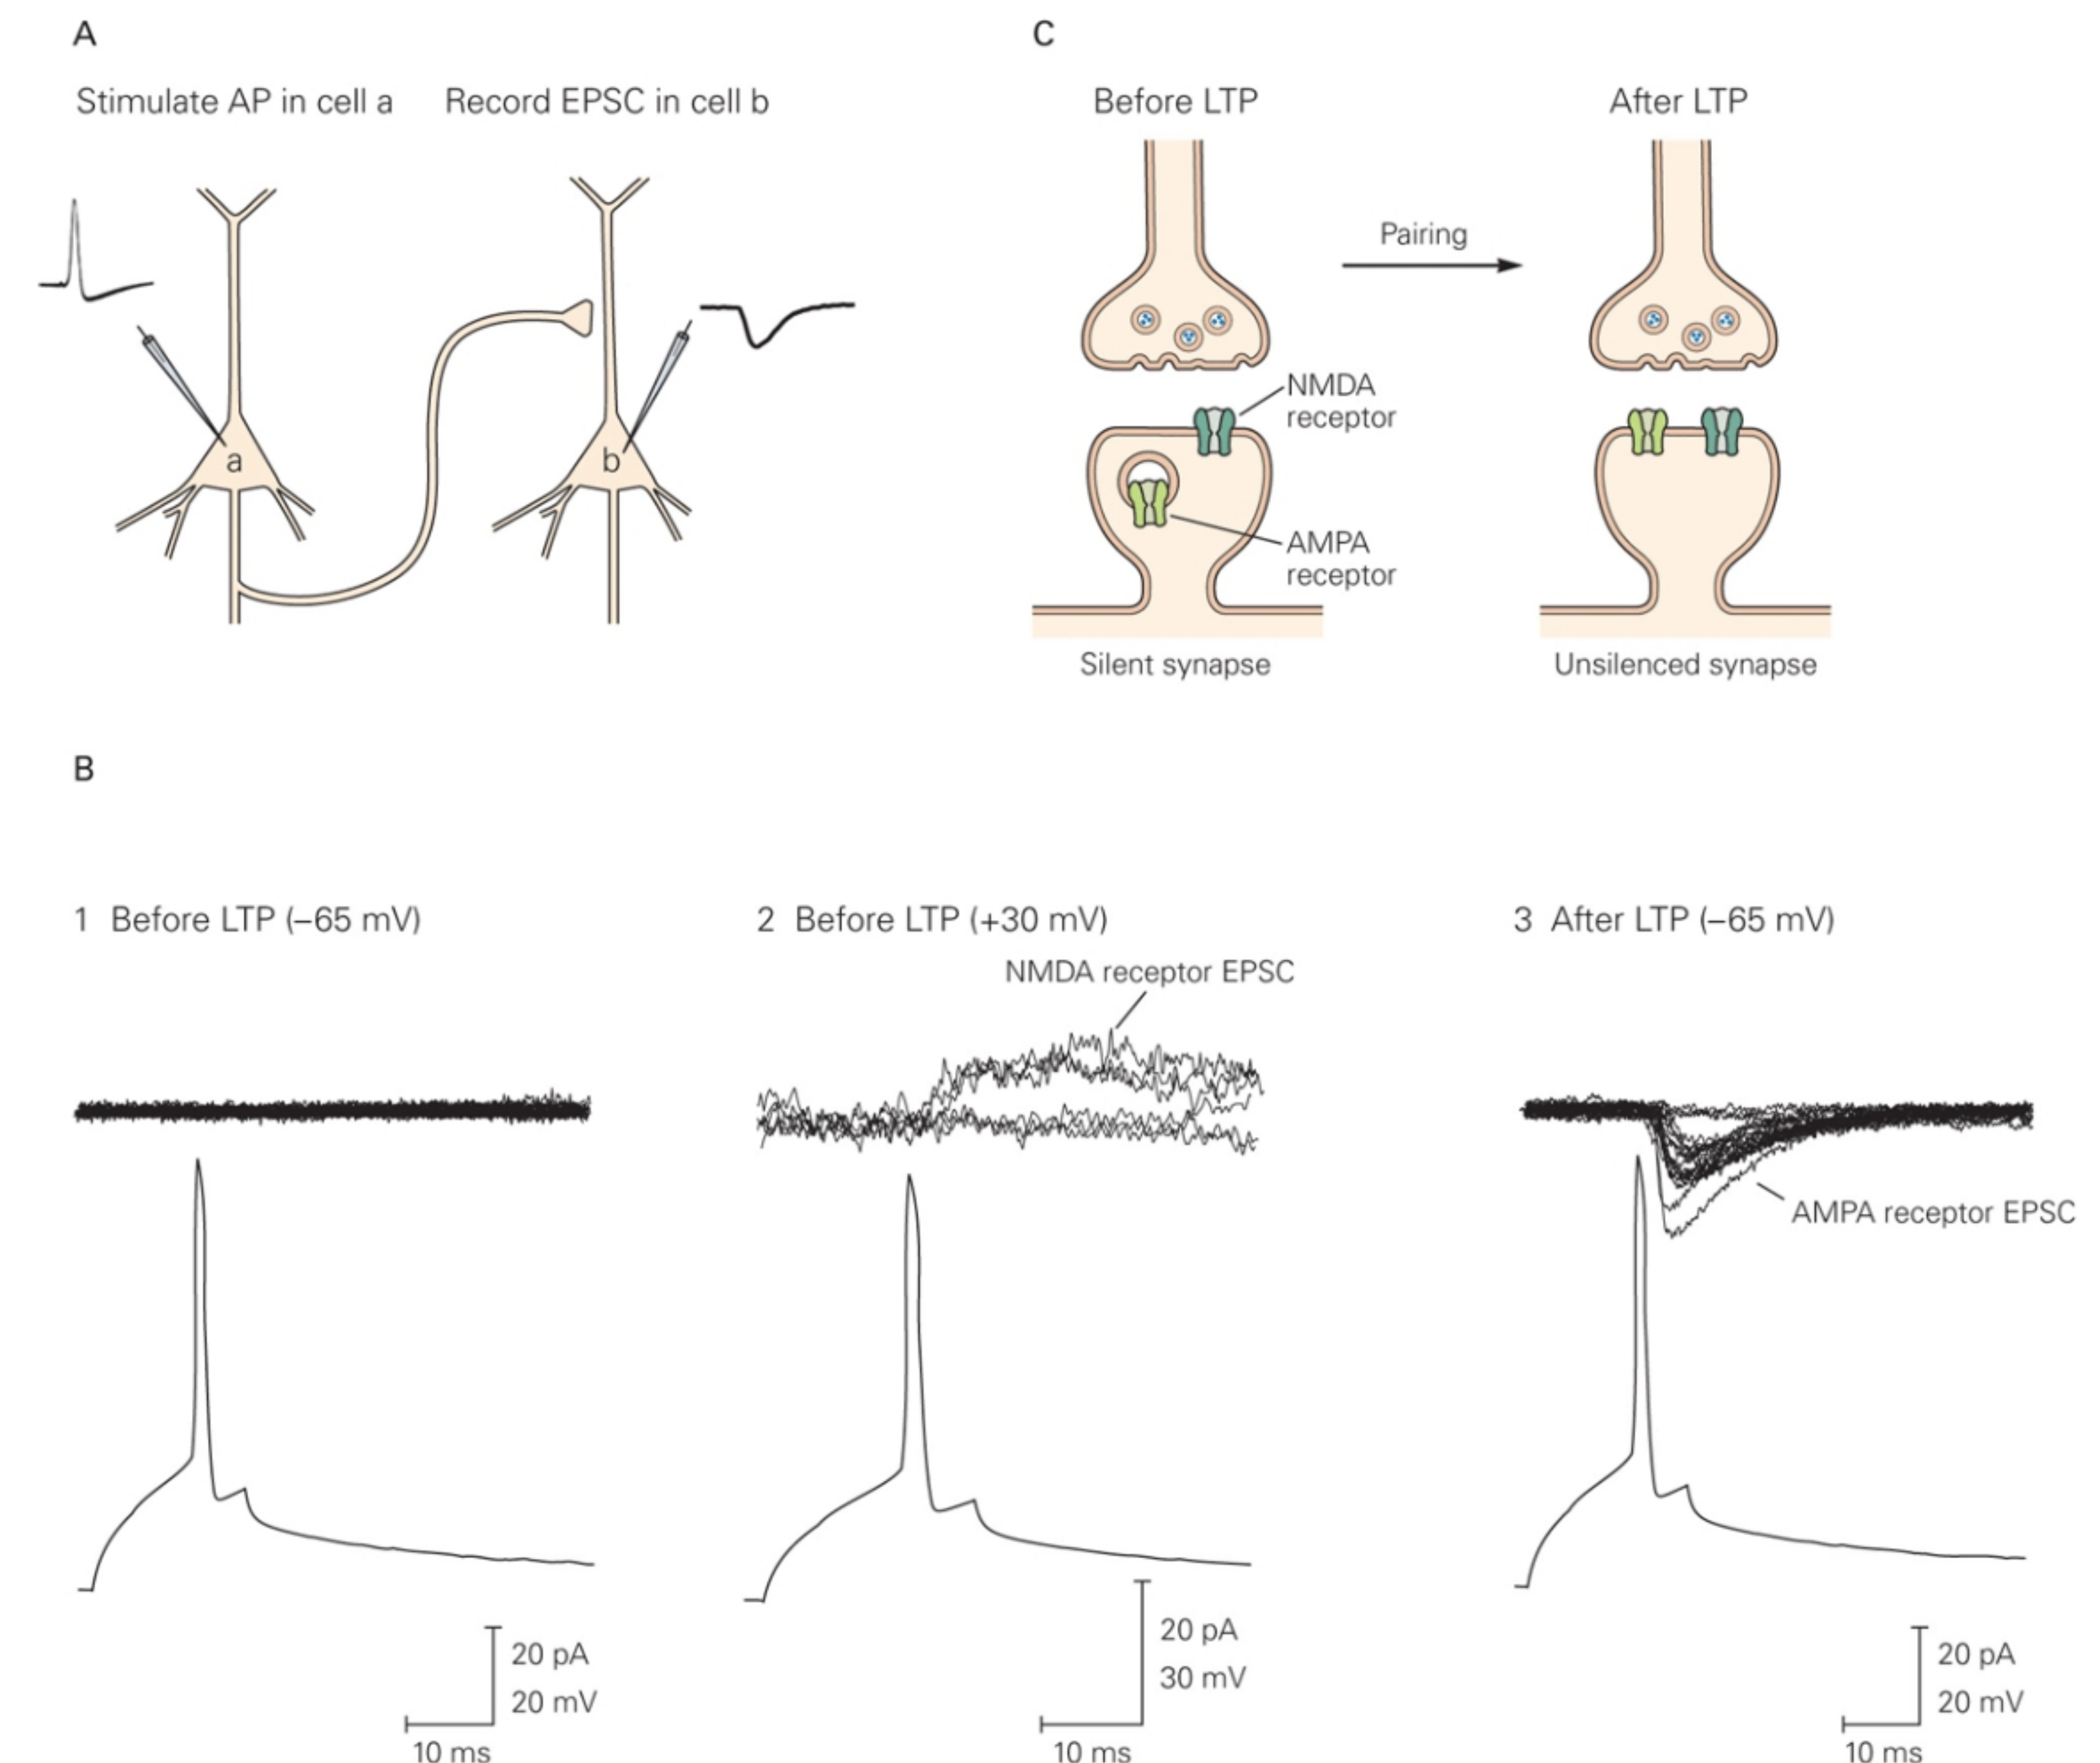 A
Stimulate AP in cell a
Record EPSC in cell b
a
b
C
Before LTP
After LTP
Pairing
NMDA
receptor
AMPA
receptor
Silent synapse
Unsilenced synapse
B
1 Before LTP (–65 mV)
20 pA
20 mV
10 ms
2 Before LTP (+30 mV)
NMDA receptor EPSC
20 pA
30 mV
10 ms
3 After LTP (–65 mV)
AMPA receptor EPSC
20 pA
20 mV
10 ms